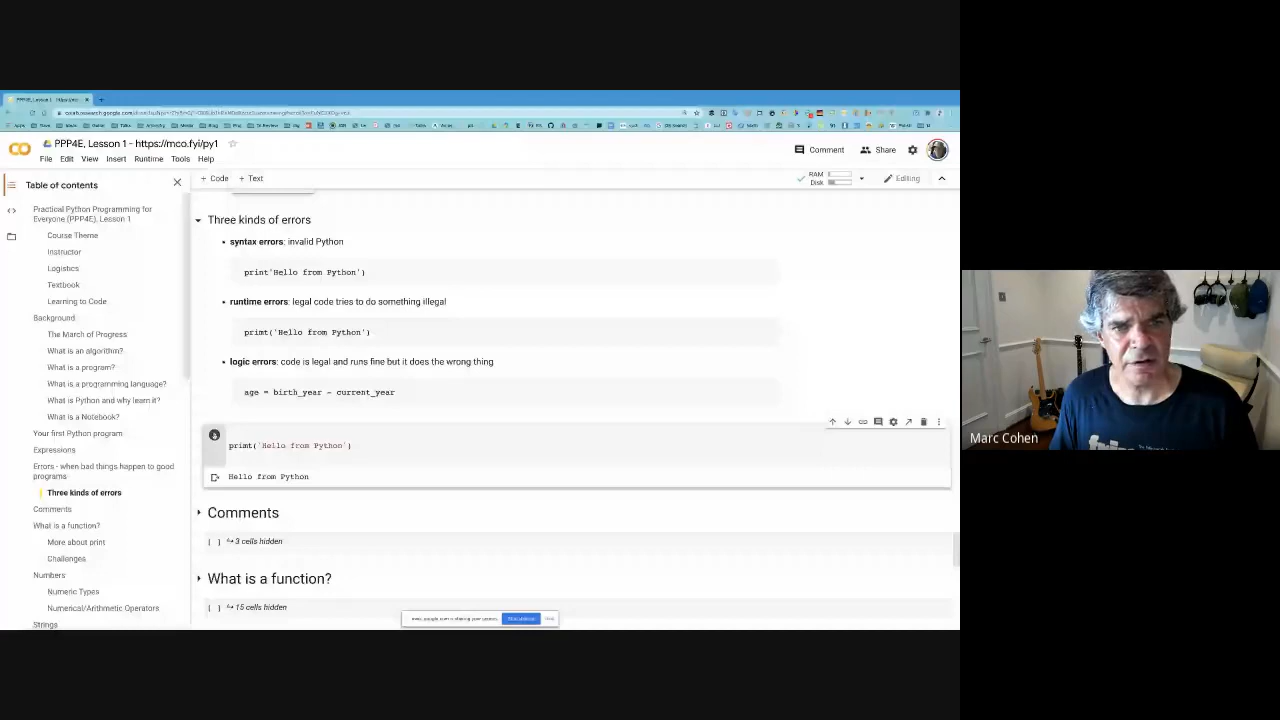 PPP4E, Lesson 1 - https://mco.fyi/py1
File Edit View Insert Runtime Tools Help
Comment Share
+ Code + Text
RAM
Disk
Editing
Table of contents
Practical Python Programming for
Everyone (PPP4E), Lesson 1
Course Theme
Instructor
Logistics
Textbook
Learning to Code
Background
The March of Progress
What is an algorithm?
What is a program?
What is a programming language?
What is Python and why learn it?
What is a Notebook?
Your first Python program
Expressions
Errors - when bad things happen to good
programs
Three kinds of errors
Comments
What is a function?
More about print
Challenges
Numbers
Numeric Types
Numerical/Arithmetic Operators
Strings
Three kinds of errors
syntax errors: invalid Python
print'Hello from Python')
runtime errors: legal code tries to do something illegal
primt('Hello from Python')
logic errors: code is legal and runs fine but it does the wrong thing
age = birth_year - current_year
print('Hello from Python')
Hello from Python
Comments
[ ] 3 cells hidden
What is a function?
[ ] 15 cells hidden
Marc Cohen